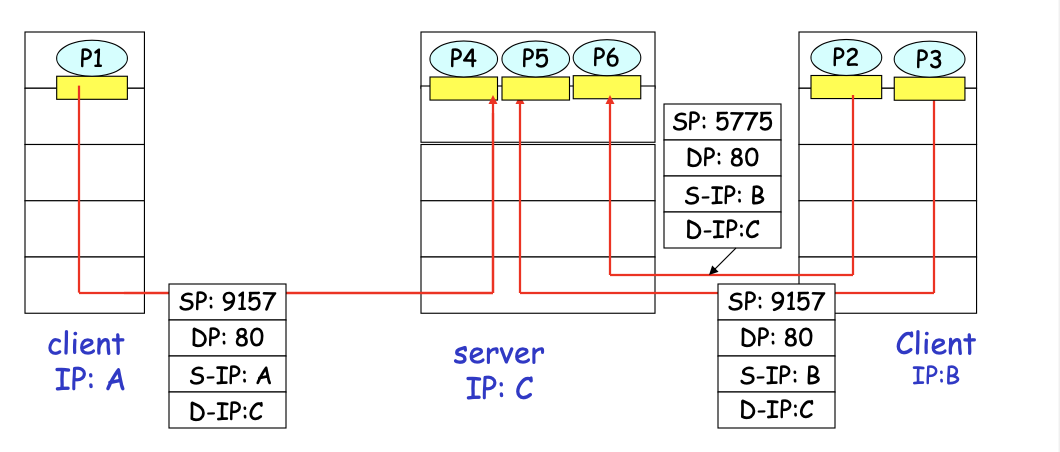 P1
P4
P5
P6
P2
P3
SP: 5775
DP: 80
S-IP: B
D-IP:C
SP: 9157
DP: 80
S-IP: A
D-IP:C
SP: 9157
DP: 80
S-IP: B
D-IP:C
client
IP: A
server
IP: C
Client
IP:B